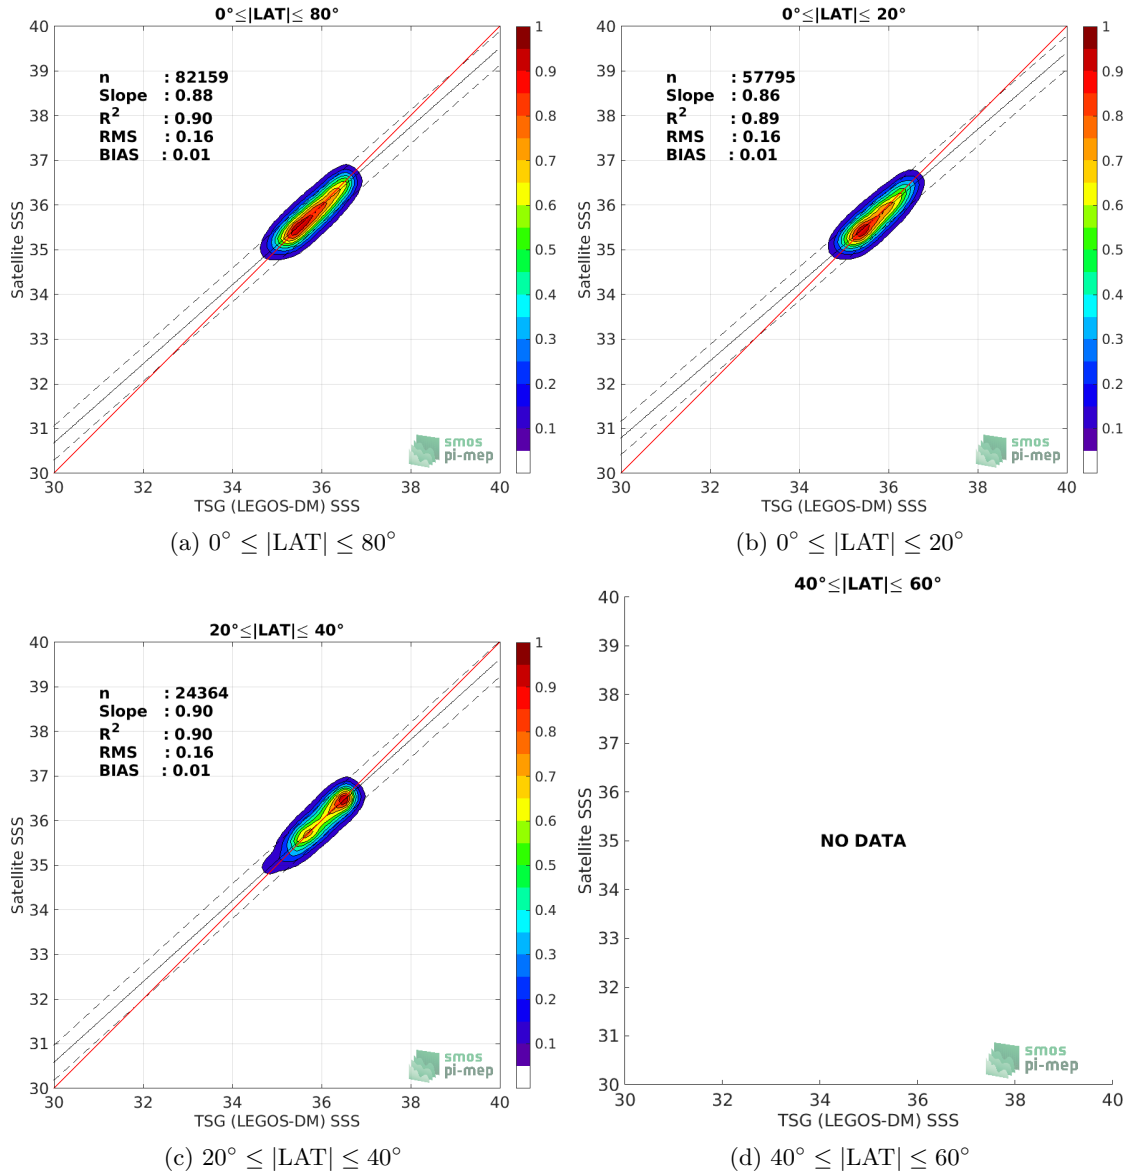 0°≤|LAT|≤ 80°
40
39
38
37
36
35
34
33
32
31
30
Satellite SSS
n : 82159
Slope : 0.88
R² : 0.90
RMS : 0.16
BIAS : 0.01
1
0.9
0.8
0.7
0.6
0.5
0.4
0.3
0.2
0.1
smos
pi-mep
30 32 34 36 38 40
TSG (LEGOS-DM) SSS
(a) 0° ≤ |LAT| ≤ 80°
0°≤|LAT|≤ 20°
40
39
38
37
36
35
34
33
32
31
30
Satellite SSS
n : 57795
Slope : 0.86
R² : 0.89
RMS : 0.16
BIAS : 0.01
1
0.9
0.8
0.7
0.6
0.5
0.4
0.3
0.2
0.1
smos
pi-mep
30 32 34 36 38 40
TSG (LEGOS-DM) SSS
(b) 0° ≤ |LAT| ≤ 20°
20°≤|LAT|≤ 40°
40
39
38
37
36
35
34
33
32
31
30
Satellite SSS
n : 24364
Slope : 0.90
R² : 0.90
RMS : 0.16
BIAS : 0.01
1
0.9
0.8
0.7
0.6
0.5
0.4
0.3
0.2
0.1
smos
pi-mep
30 32 34 36 38 40
TSG (LEGOS-DM) SSS
(c) 20° ≤ |LAT| ≤ 40°
40°≤|LAT|≤ 60°
40
39
38
37
36
35
34
33
32
31
30
Satellite SSS
NO DATA
smos
pi-mep
30 32 34 36 38 40
TSG (LEGOS-DM) SSS
(d) 40° ≤ |LAT| ≤ 60°